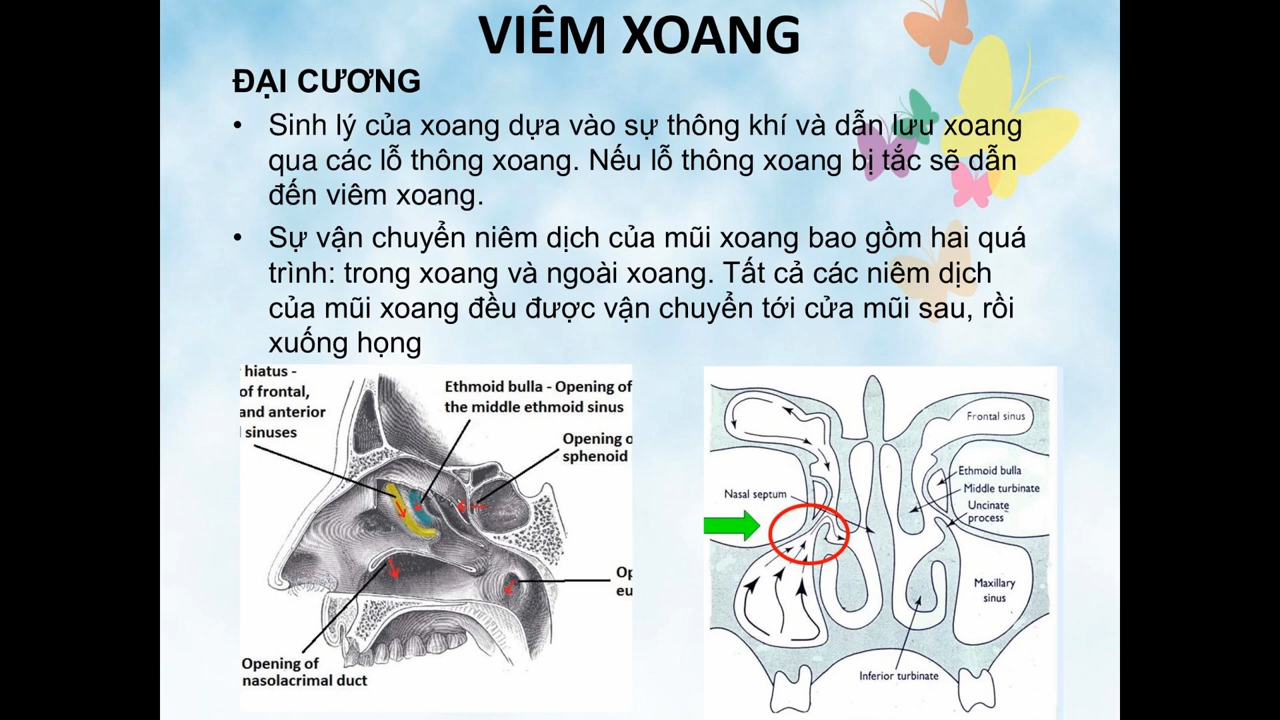 VIÊM XOANG
ĐẠI CƯƠNG
• Sinh lý của xoang dựa vào sự thông khí và dẫn lưu xoang
qua các lỗ thông xoang. Nếu lỗ thông xoang bị tắc sẽ dẫn
đến viêm xoang.
• Sự vận chuyển niêm dịch của mũi xoang bao gồm hai quá
trình: trong xoang và ngoài xoang. Tất cả các niêm dịch
của mũi xoang đều được vận chuyển tới cửa mũi sau, rồi
xuống họng
hiatus -
of frontal,
and anterior
sinuses
Ethmoid bulla - Opening of
the middle ethmoid sinus
Opening
sphenoid
Opening of
nasolacrimal duct
Frontal sinus
Ethmoid bulla
Middle turbinate
Uncinate
process
Nasal septum
Maxillary
sinus
Inferior turbinate